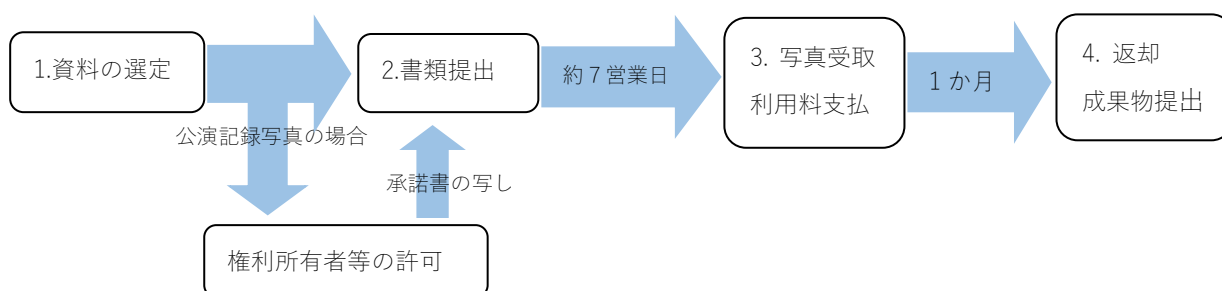 1.資料の選定
2.書類提出
約７営業日
3. 写真受取
利用料支払
１か月
4. 返却
成果物提出
公演記録写真の場合
承諾書の写し
権利所有者等の許可